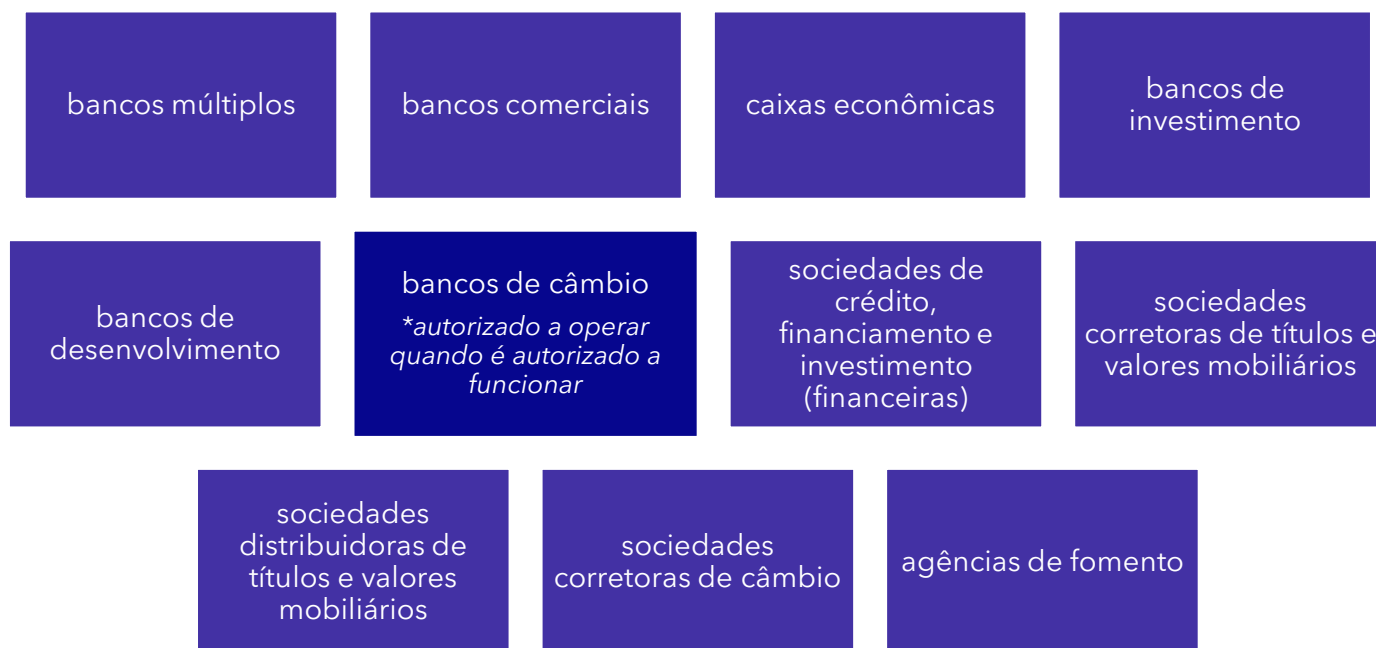 bancos múltiplos
bancos comerciais
caixas econômicas
bancos de
investimento
bancos de
desenvolvimento
bancos de câmbio
*autorizado a operar
quando é autorizado a
funcionar
sociedades de
crédito,
financiamento e
investimento
(financeiras)
sociedades
corretoras de títulos e
valores mobiliários
sociedades
distribuidoras de
títulos e valores
mobiliários
sociedades
corretoras de câmbio
agências de fomento